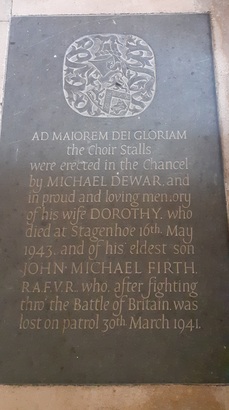 AD MAIOREM DEI GLORIAM
the Choir Stalls
were erected in the Chancel
by MICHAEL DEWAR, and
in proud and loving memory
of his wife DOROTHY, who
died at Stagenhoe 16th. May
1943, and of his eldest son
JOHN MICHAEL FIRTH,
R.A.F.V.R. who, after fighting
thro' the Battle of Britain, was
lost on patrol 30th. March 1941.